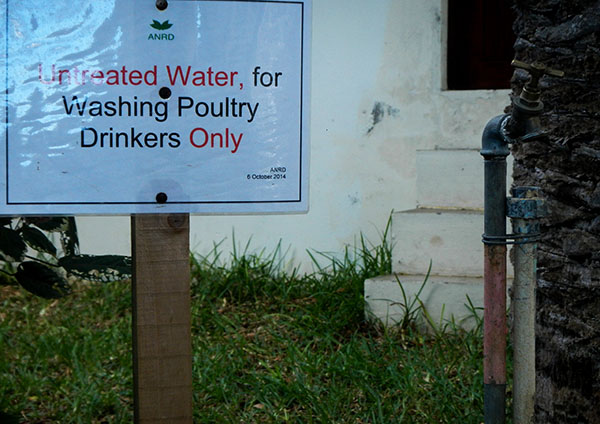 ANRD
Untreated Water, for
Washing Poultry
Drinkers Only
ANRD
6 October 2014